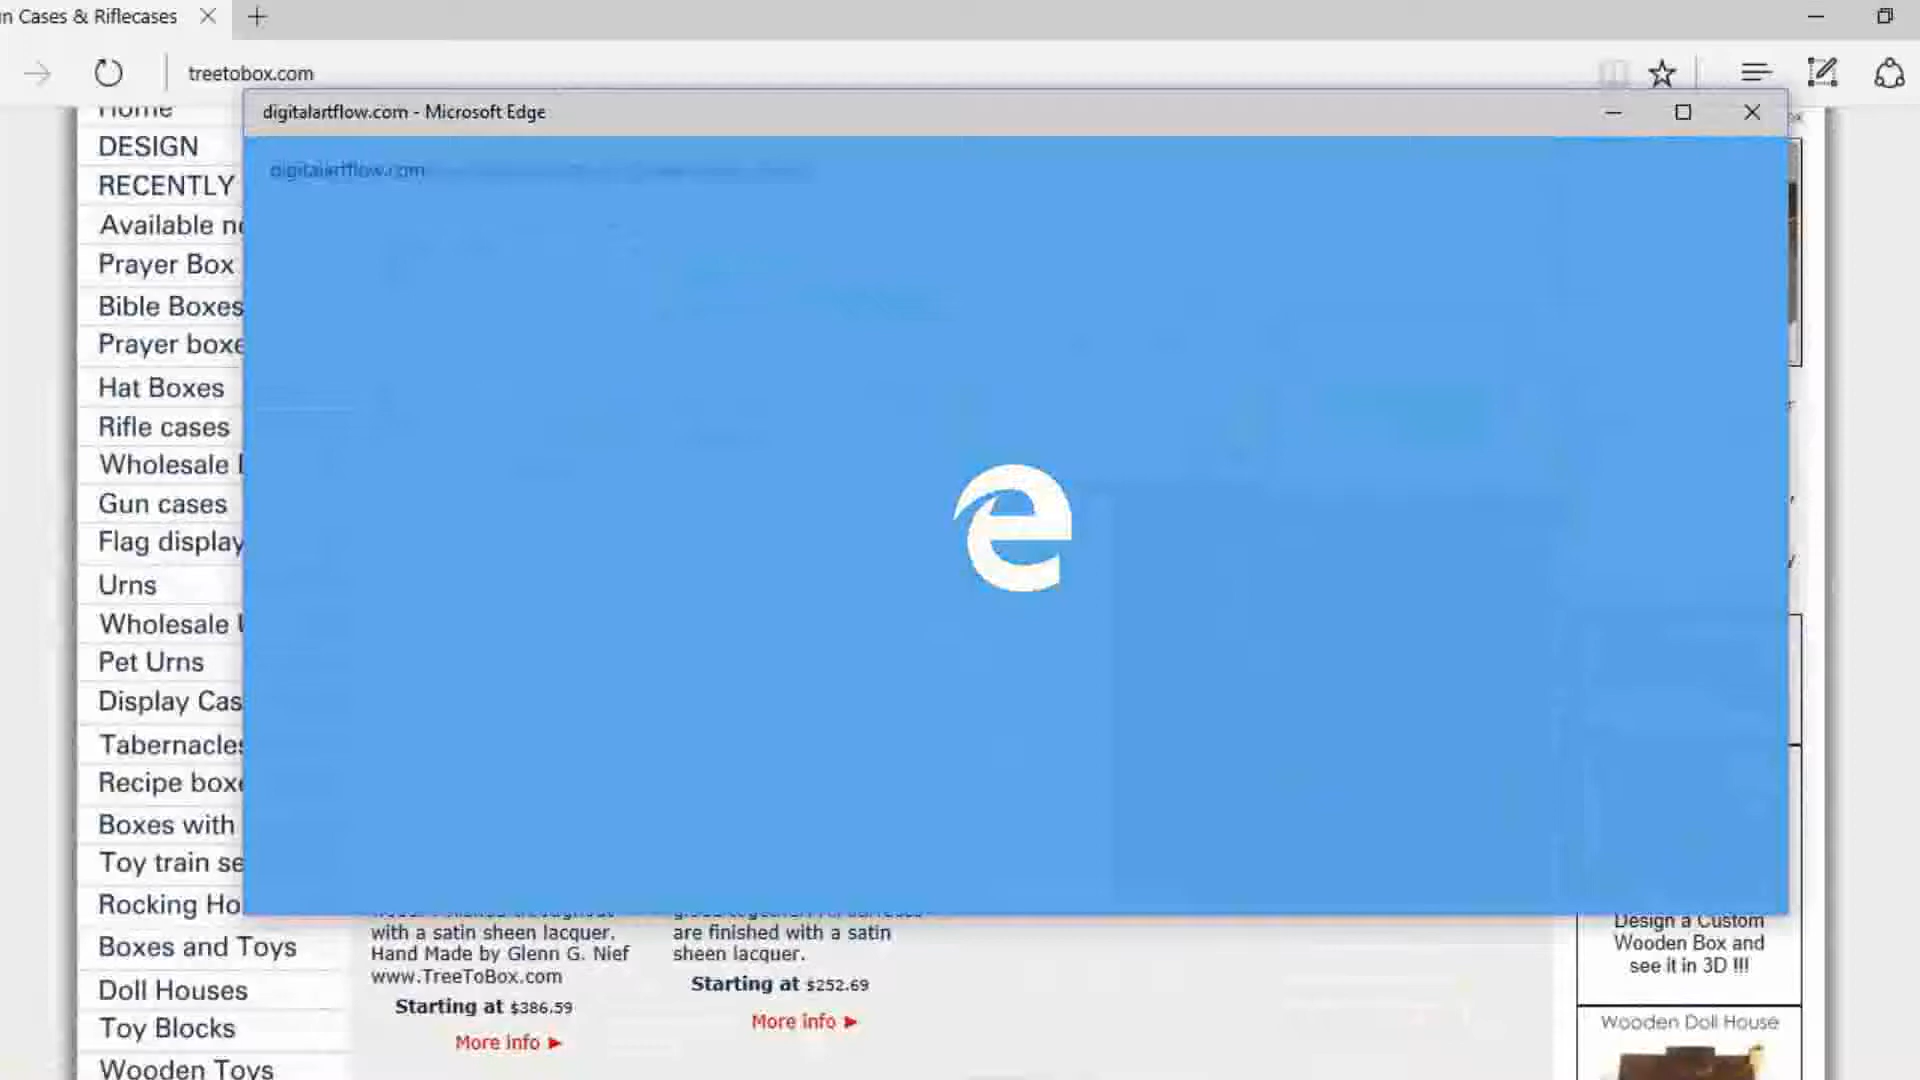 n Cases & Riflecases
treetobox.com
digitalartflow.com - Microsoft Edge
digitalartflow.com
Home
DESIGN
RECENTLY
Available
Prayer Box
Bible Boxes
Prayer boxe
Hat Boxes
Rifle cases
Wholesale
Gun cases
Flag display
Urns
Wholesale
Pet Urns
Display Cas
Tabernacles
Recipe box
Boxes with
Toy train se
Rocking Ho
Boxes and Toys
Doll Houses
Toy Blocks
Wooden Toys
with a satin sheen lacquer.
Hand Made by Glenn G. Nief
www.TreeToBox.com
Starting at $386.59
More info ►
are finished with a satin
sheen lacquer.
Starting at $252.69
More info ►
Design a Custom
Wooden Box and
see it in 3D !!!
Wooden Doll House